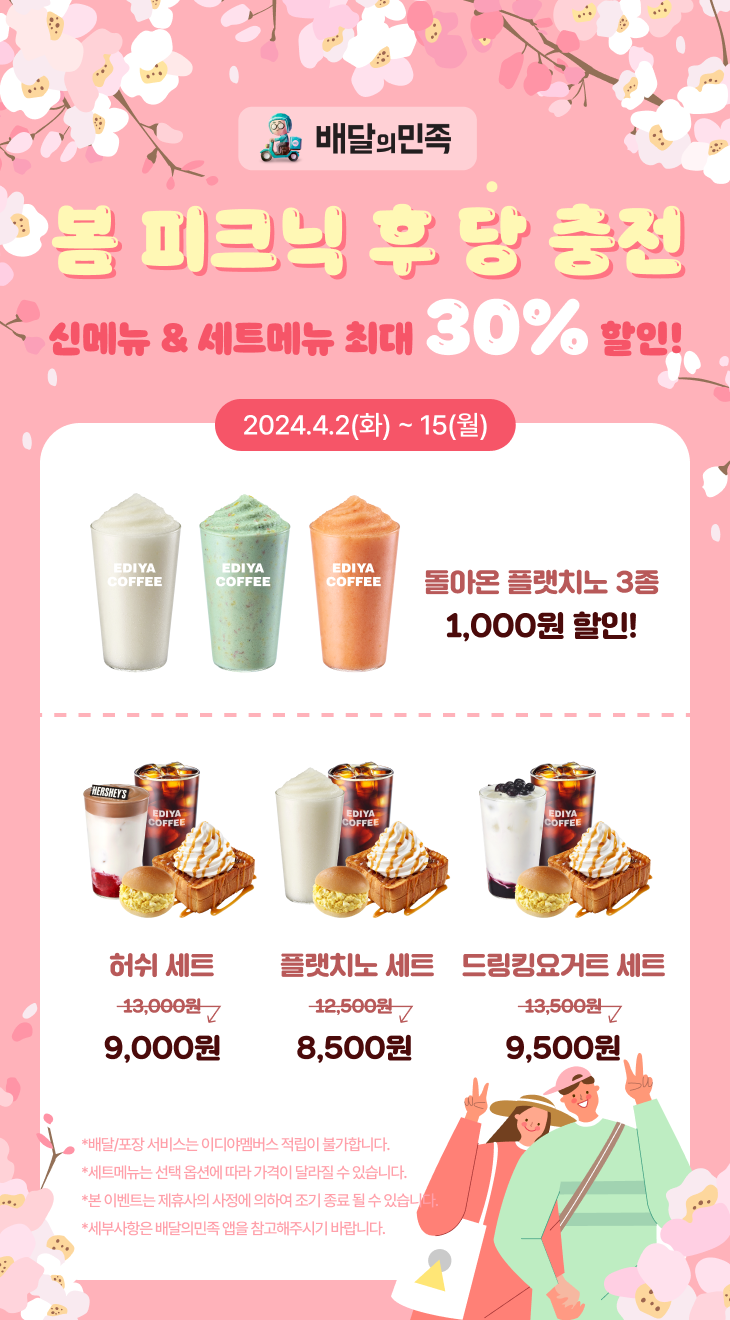 배달의민족
봄 피크닉 후 당 충전
신메뉴 & 세트메뉴 최대 30% 할인!
2024.4.2(화) ~ 15(월)
EDIYA COFFEE
EDIYA COFFEE
EDIYA COFFEE
돌아온 플랫치노 3종
1,000원 할인!
HERSHEY'S
EDIYA COFFEE
EDIYA COFFEE
EDIYA COFFEE
허쉬 세트
13,000원
9,000원
플랫치노 세트
12,500원
8,500원
드링킹요거트 세트
13,500원
9,500원
*배달/포장 서비스는 이디야멤버스 적립이 불가합니다.
*세트메뉴는 선택 옵션에 따라 가격이 달라질 수 있습니다.
*본 이벤트는 제휴사의 사정에 의하여 조기 종료 될 수 있습니다.
*세부사항은 배달의민족 앱을 참고해주시기 바랍니다.